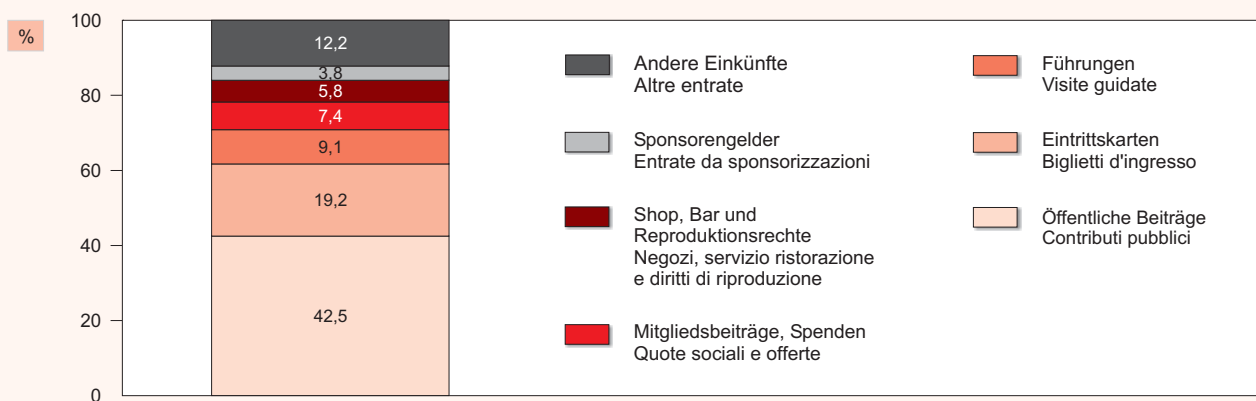 %
100
80
60
40
20
0
12,2
3,8
5,8
7,4
9,1
19,2
42,5
Andere Einkünfte
Altre entrate
Sponsorengelder
Entrate da sponsorizzazioni
Shop, Bar und
Reproduktionsrechte
Negozi, servizio ristorazione
e diritti di riproduzione
Mitgliedsbeiträge, Spenden
Quote sociali e offerte
Führungen
Visite guidate
Eintrittskarten
Biglietti d'ingresso
Öffentliche Beiträge
Contributi pubblici